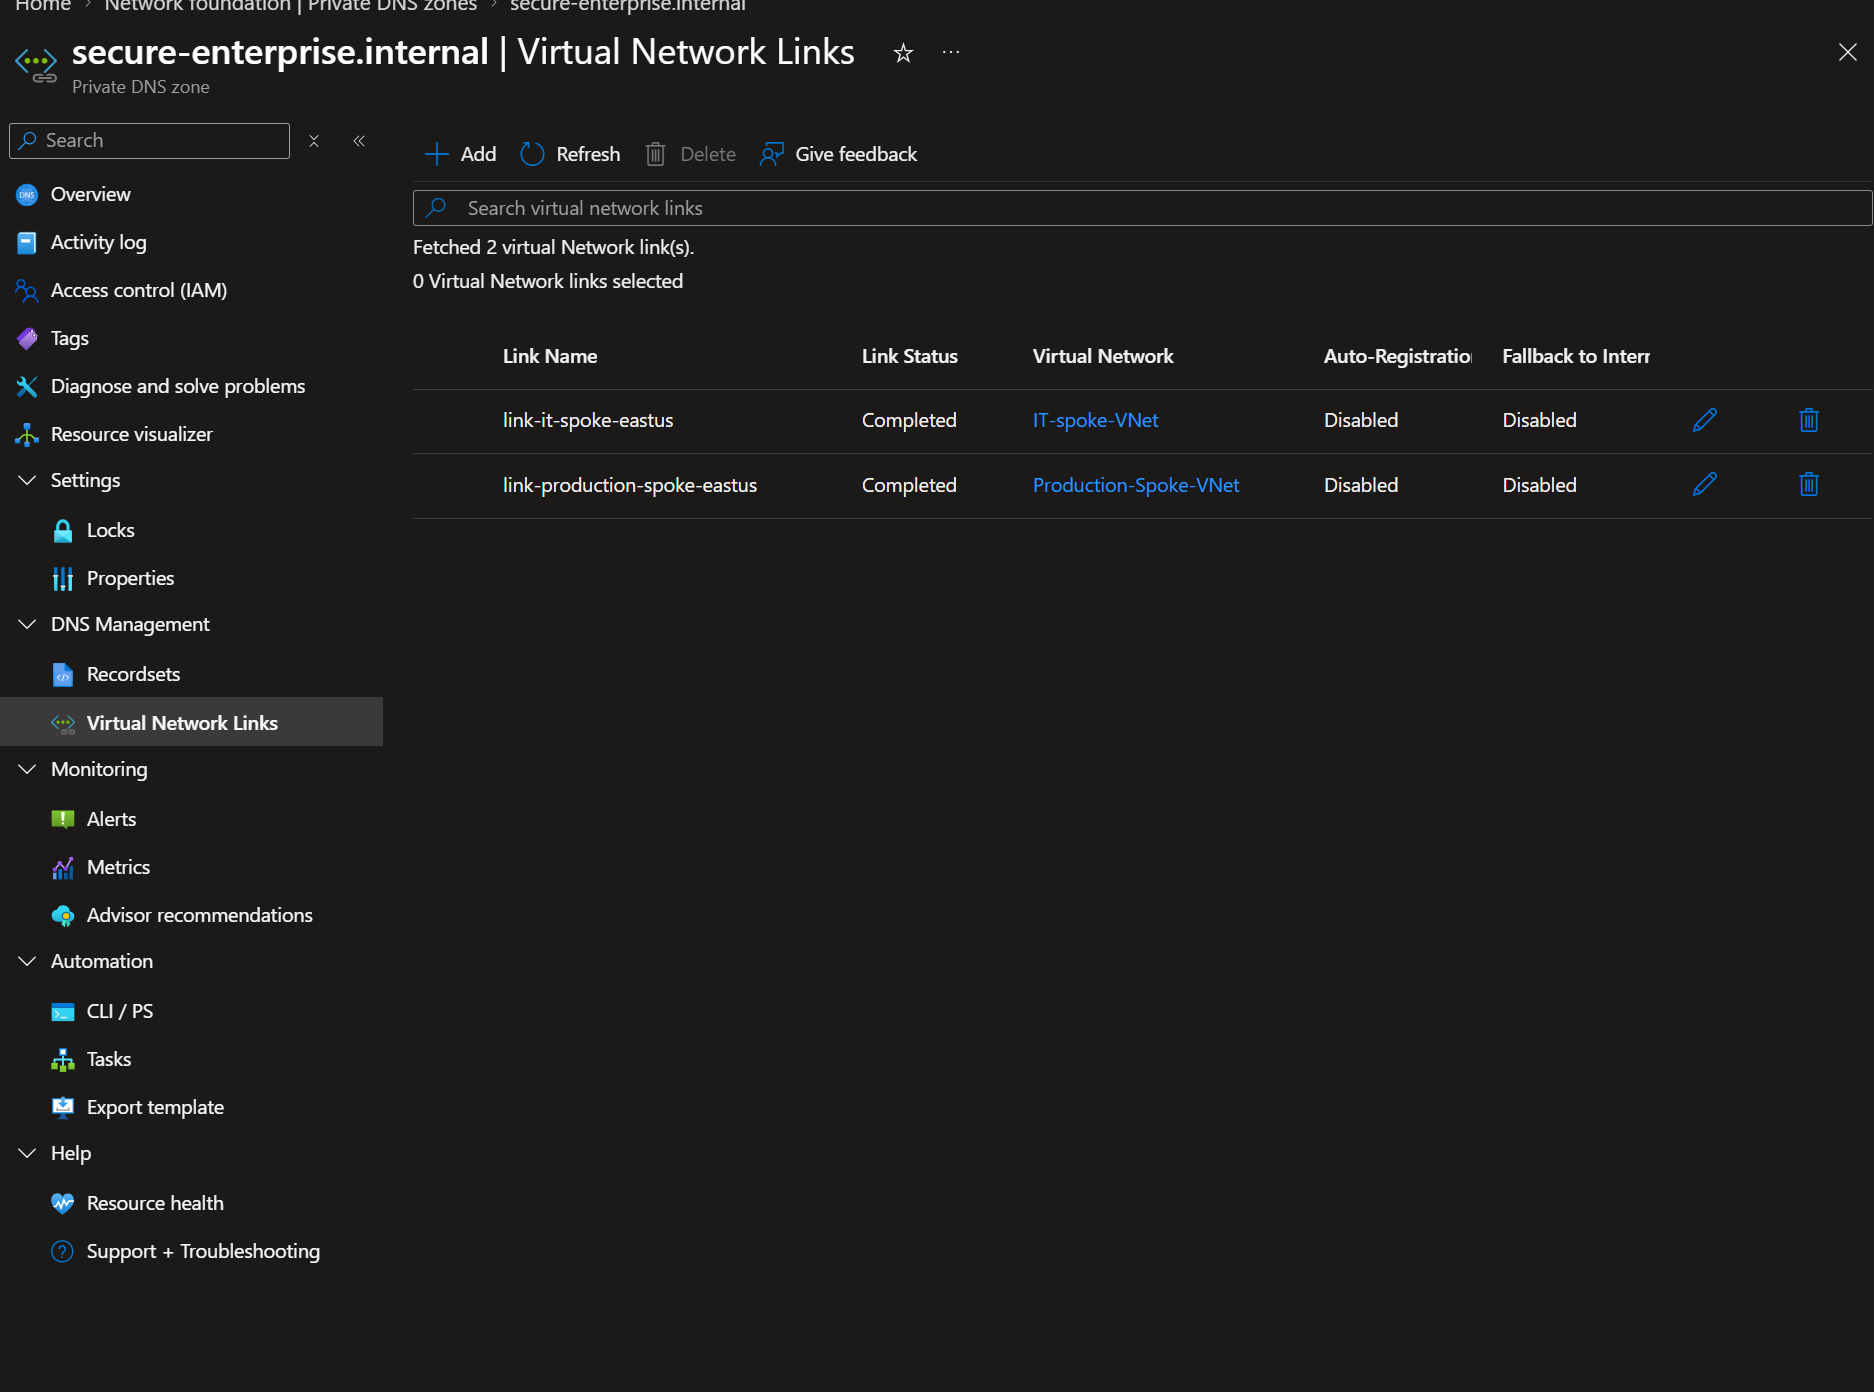 Home > Network foundation | Private DNS zones > secure-enterprise.internal
secure-enterprise.internal | Virtual Network Links
Private DNS zone
Search
Overview
Activity log
Access control (IAM)
Tags
Diagnose and solve problems
Resource visualizer
Settings
Locks
Properties
DNS Management
Recordsets
Virtual Network Links
Monitoring
Alerts
Metrics
Advisor recommendations
Automation
CLI / PS
Tasks
Export template
Help
Resource health
Support + Troubleshooting
Add Refresh Delete Give feedback
Search virtual network links
Fetched 2 virtual Network link(s).
0 Virtual Network links selected
Link Name Link Status Virtual Network Auto-Registratio Fallback to Interr
link-it-spoke-eastus Completed IT-spoke-VNet Disabled Disabled
link-production-spoke-eastus Completed Production-Spoke-VNet Disabled Disabled